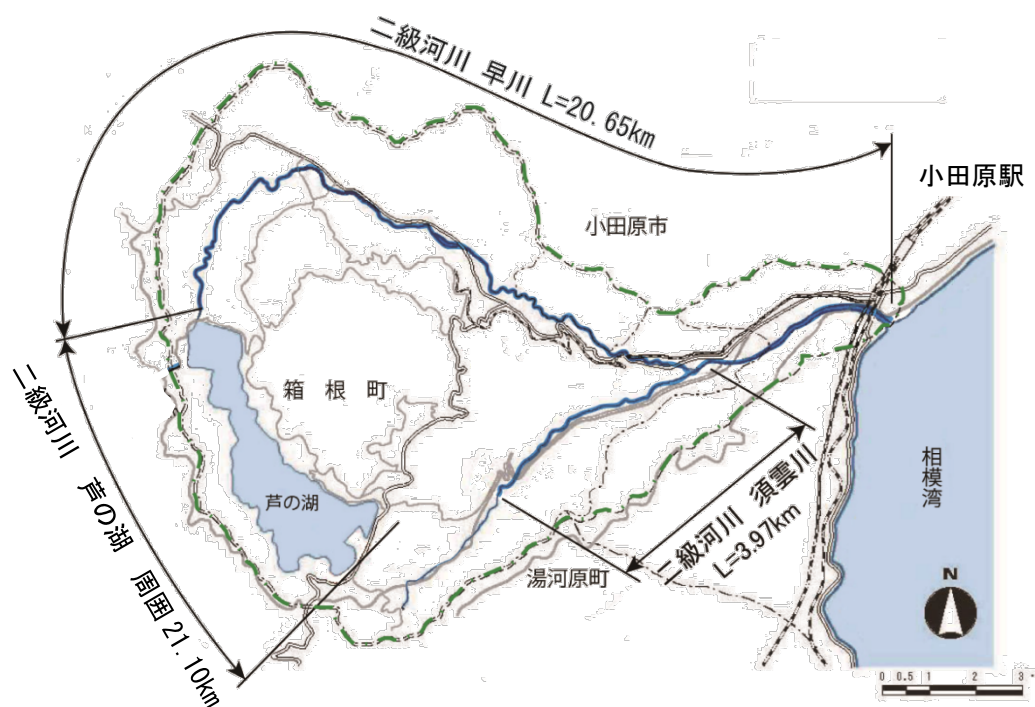 二級河川 早川 L=20.65km
小田原駅
小田原市
箱根町
二級河川 芦の湖 周囲21.10km
芦の湖
相模湾
二級河川 須雲川
L=3.97km
湯河原町
N
0 0.5 1 2 3